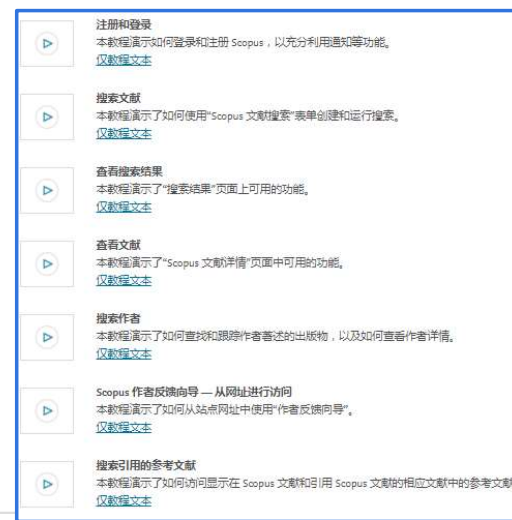 注册和登录
本教程演示如何登录和注册 Scopus，以充分利用通知等功能。
仅教程文本
搜索文献
本教程演示了如何使用“Scopus 文献搜索”表单创建和运行搜索。
仅教程文本
查看搜索结果
本教程演示了“搜索结果”页面上可用的功能。
仅教程文本
查看文献
本教程演示了“Scopus 文献详情”页面中可用的功能。
仅教程文本
搜索作者
本教程演示了如何查找和跟踪作者著述的出版物，以及如何查看作者详情。
仅教程文本
Scopus 作者反馈向导 — 从网址进行访问
本教程演示了如何从站点网址中使用“作者反馈向导”。
仅教程文本
搜索引用的参考文献
本教程演示了如何访问显示在 Scopus 文献和引用 Scopus 文献的相应文献中的参考文献
仅教程文本